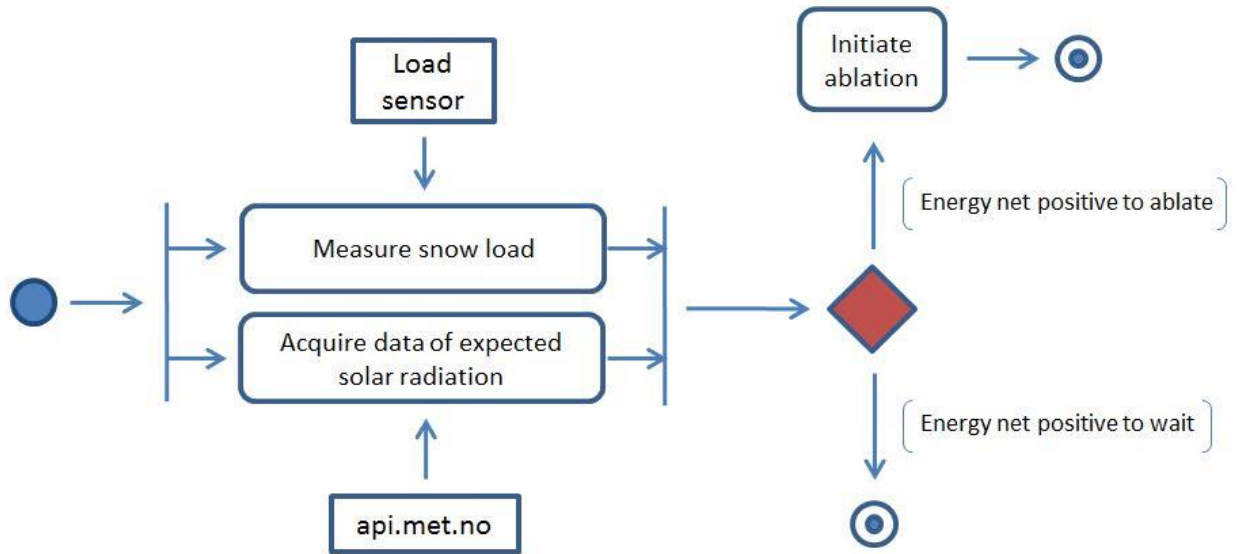 Load
sensor
Initiate
ablation
Measure snow load
Energy net positive to ablate
Acquire data of expected
solar radiation
Energy net positive to wait
api.met.no